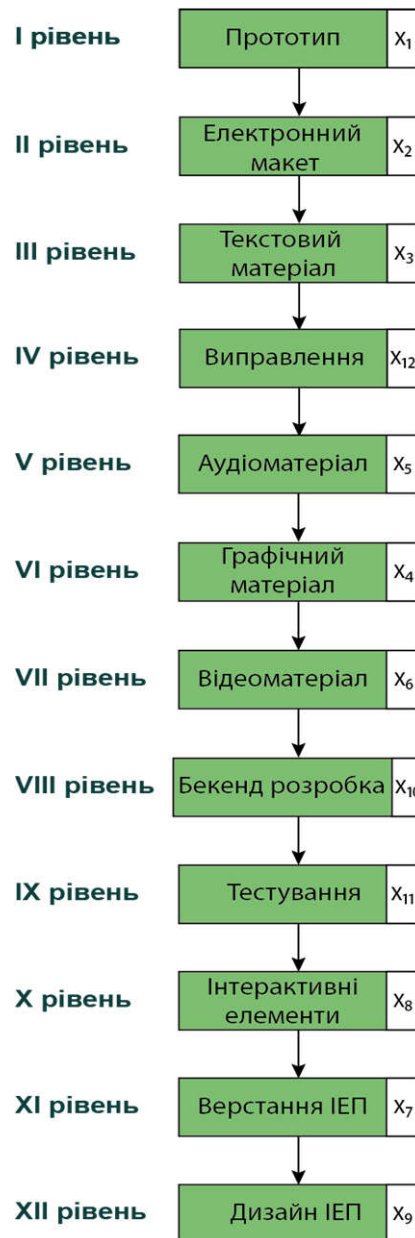 I рівень
Прототип
X₁
II рівень
Електронний
макет
X₂
III рівень
Текстовий
матеріал
X₃
IV рівень
Виправлення
X₁₂
V рівень
Аудіоматеріал
X₅
VI рівень
Графічний
матеріал
X₄
VII рівень
Відеоматеріал
X₆
VIII рівень
Бекенд розробка
X₁₀
IX рівень
Тестування
X₁₁
X рівень
Інтерактивні
елементи
X₈
XI рівень
Верстання ІЕП
X₇
XII рівень
Дизайн ІЕП
X₉